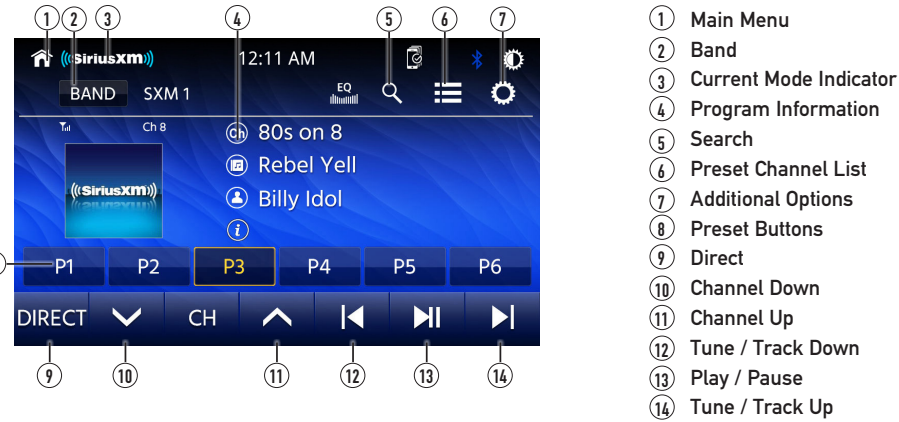 1 2 3 4 5 6 7
((SiriusXM)) 12:11 AM
BAND SXM 1 EQ
Ch 8
Ch 80s on 8
Rebel Yell
((SiriusXM))
Billy Idol
i
P1 P2 P3 P4 P5 P6
DIRECT CH
9 10 11 12 13 14
1 Main Menu
2 Band
3 Current Mode Indicator
4 Program Information
5 Search
6 Preset Channel List
7 Additional Options
8 Preset Buttons
9 Direct
10 Channel Down
11 Channel Up
12 Tune / Track Down
13 Play / Pause
14 Tune / Track Up